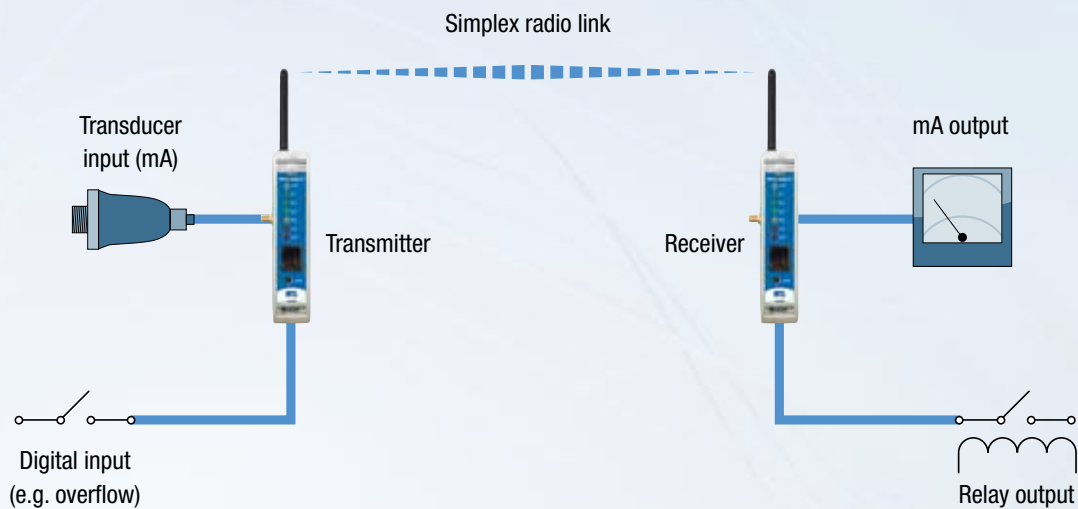 Simplex radio link
Transducer
input (mA)
mA output
Transmitter
Receiver
Digital input
(e.g. overflow)
Relay output